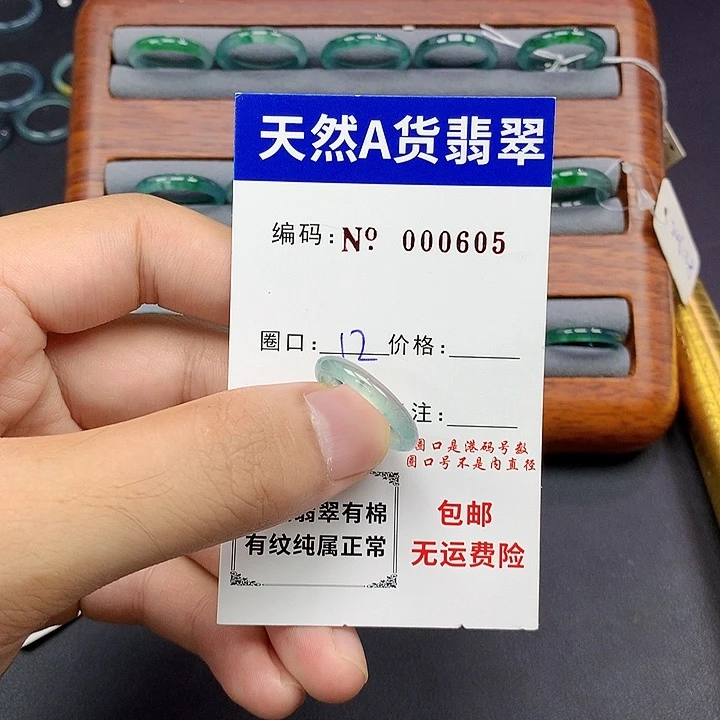 天然A货翡翠
编码:Nº 000605
圈口:12 价格:
注:
圈口是港码号数
圈口号不是内直径
翡翠有棉
有纹纯属正常
包邮
无运费险